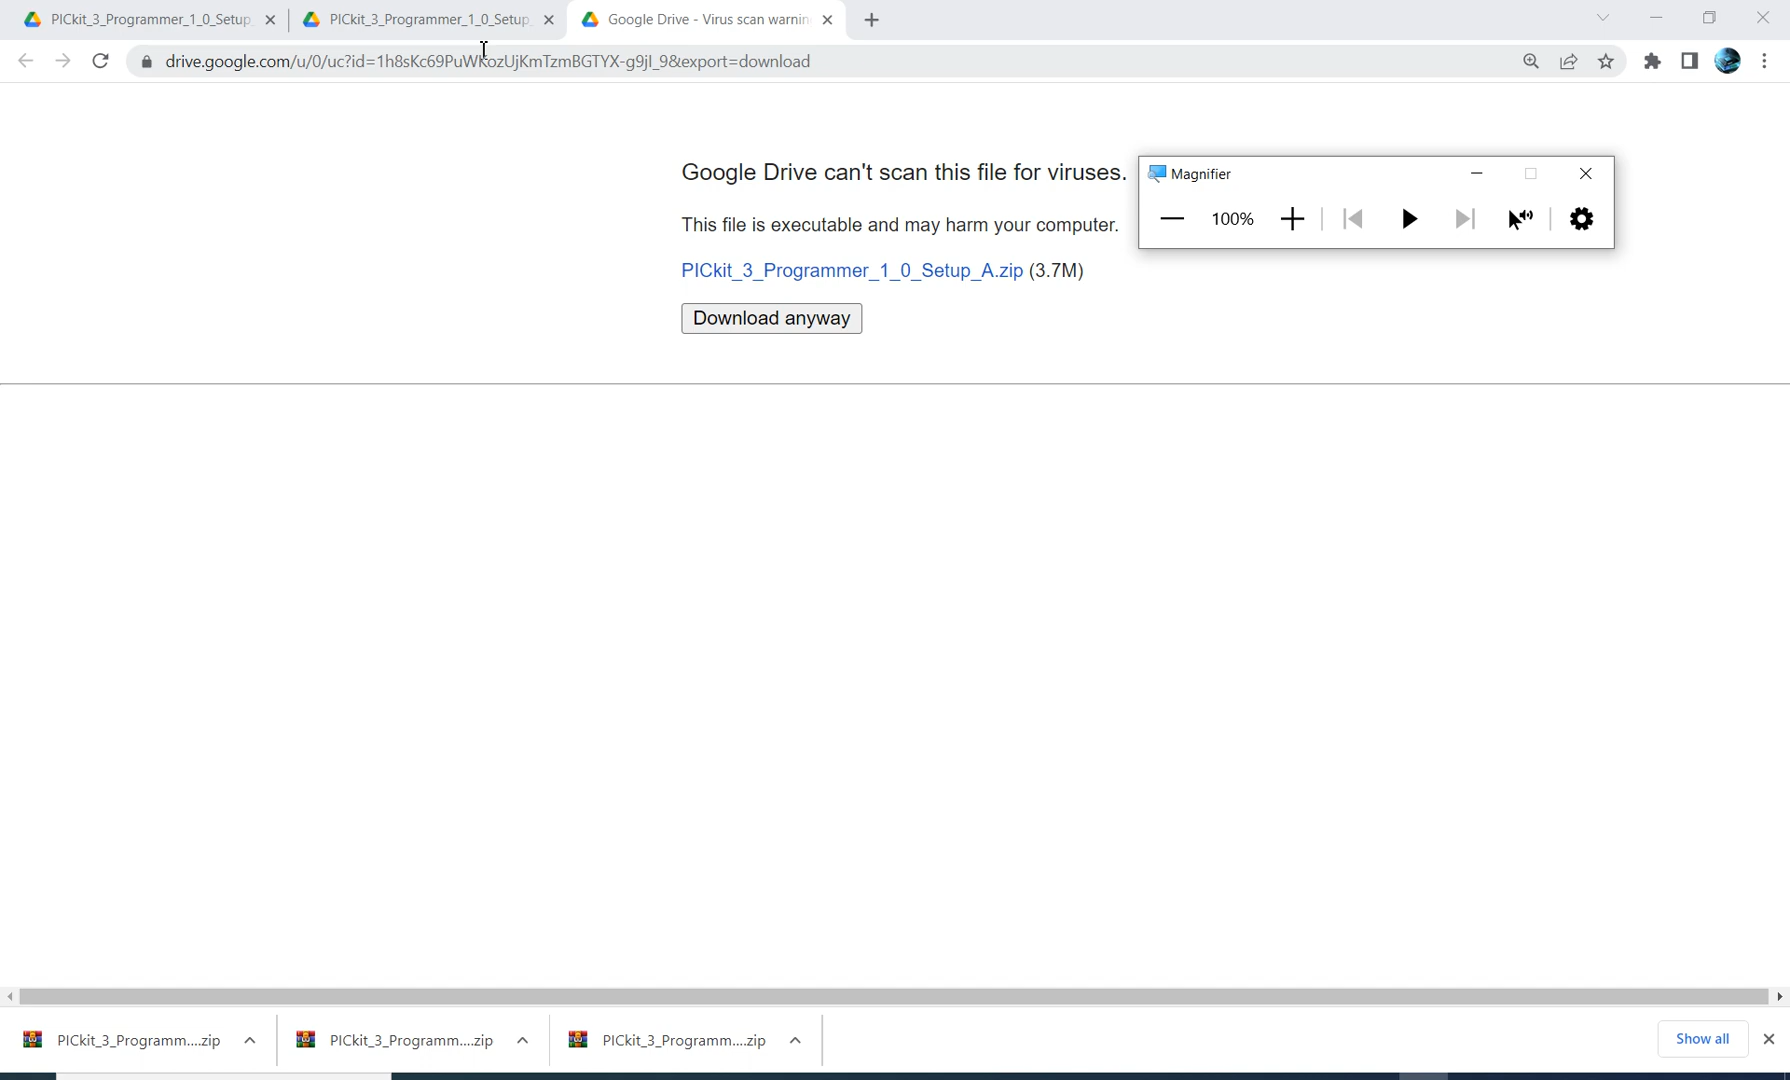 PICkit_3_Programmer_1_0_Setup
PICkit_3_Programmer_1_0_Setup
Google Drive - Virus scan warnin
drive.google.com/u/0/uc?id=1h8sKc69PuWKozUjKmTzmBGTYX-g9jI_9&export=download
Google Drive can't scan this file for viruses.
Magnifier
This file is executable and may harm your computer.
100%
PICkit_3_Programmer_1_0_Setup_A.zip (3.7M)
Download anyway
PICkit_3_Programm....zip
PICkit_3_Programm....zip
PICkit_3_Programm....zip
Show all